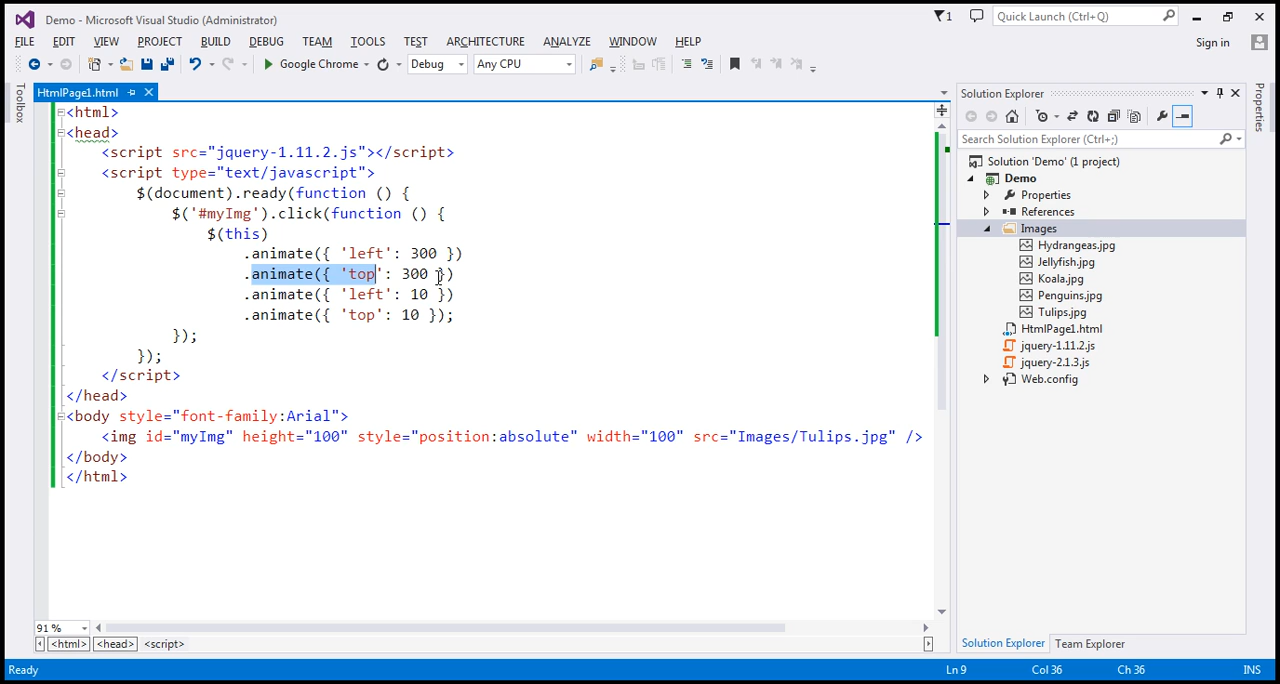 Demo - Microsoft Visual Studio (Administrator)
1
Quick Launch (Ctrl+Q)
FILE EDIT VIEW PROJECT BUILD DEBUG TEAM TOOLS TEST ARCHITECTURE ANALYZE WINDOW HELP
Sign in
Google Chrome
Debug
Any CPU
Toolbox
HtmlPage1.html
<html>
<head>
<script src="jquery-1.11.2.js"></script>
<script type="text/javascript">
$(document).ready(function () {
$('#myImg').click(function () {
$(this)
.animate({ 'left': 300 })
.animate({ 'top': 300 })
.animate({ 'left': 10 })
.animate({ 'top': 10 });
});
});
</script>
</head>
<body style="font-family:Arial">
<img id="myImg" height="100" style="position:absolute" width="100" src="Images/Tulips.jpg" />
</body>
</html>
91 %
<html> <head> <script>
Solution Explorer
Search Solution Explorer (Ctrl+;)
Solution 'Demo' (1 project)
Demo
Properties
References
Images
Hydrangeas.jpg
Jellyfish.jpg
Koala.jpg
Penguins.jpg
Tulips.jpg
HtmlPage1.html
jquery-1.11.2.js
jquery-2.1.3.js
Web.config
Solution Explorer Team Explorer
Properties
Ready
Ln 9 Col 36 Ch 36 INS